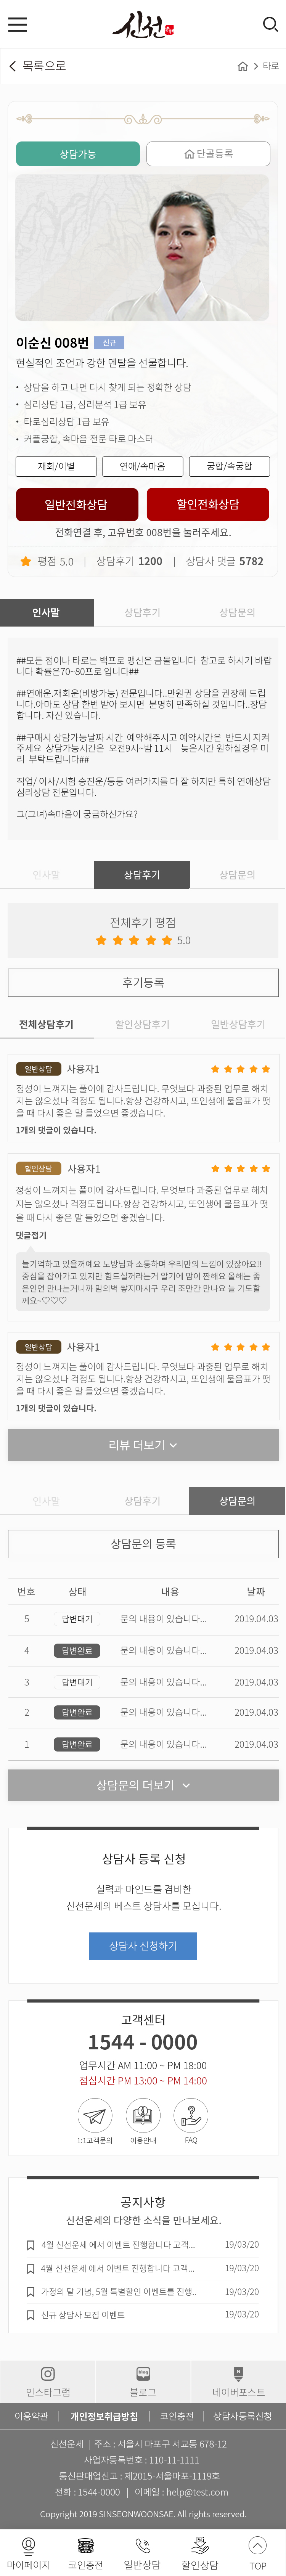 신선
목록으로
타로
상담가능
단골등록
이순신 008번 신규
현실적인 조언과 강한 멘탈을 선물합니다.
• 상담을 하고 나면 다시 찾게 되는 정확한 상담
• 심리상담 1급, 심리분석 1급 보유
• 타로심리상담 1급 보유
• 커플궁합, 속마음 전문 타로 마스터
재회/이별 연애/속마음 궁합/속궁합
일반전화상담 할인전화상담
전화연결 후, 고유번호 008번을 눌러주세요.
평점 5.0 | 상담후기 1200 | 상담사 댓글 5782
인사말 상담후기 상담문의
##모든 점이나 타로는 백프로 맹신은 금물입니다 참고로 하시기 바랍
니다 확률은70~80프로 입니다##
##연애운.재회운(비방가능) 전문입니다..만원권 상담을 권장해 드립
니다.아마도 상담 한번 받아 보시면 분명히 만족하실 것입니다..장담
합니다. 자신 있습니다.
##구매시 상담가능날짜 시간 예약해주시고 예약시간은 반드시 지켜
주세요 상담가능시간은 오전9시~밤 11시 늦은시간 원하실경우 미
리 부탁드립니다##
직업/ 이사/시험 승진운/등등 여러가지를 다 잘 하지만 특히 연애상담
심리상담 전문입니다.
그(그녀)속마음이 궁금하신가요?
인사말 상담후기 상담문의
전체후기 평점
5.0
후기등록
전체상담후기 할인상담후기 일반상담후기
일반상담 사용자1
정성이 느껴지는 풀이에 감사드립니다. 무엇보다 과중된 업무로 해치
지는 않으셨나 걱정도 됩니다.항상 건강하시고, 또인생에 물음표가 떳
을 때 다시 좋은 말 들었으면 좋겠습니다.
1개의 댓글이 있습니다.
할인상담 사용자1
정성이 느껴지는 풀이에 감사드립니다. 무엇보다 과중된 업무로 해치
지는 않으셨나 걱정도됩니다.항상 건강하시고, 또인생에 물음표가 떳
을 때 다시 좋은 말 들었으면 좋겠습니다.
댓글접기
늘기억하고 있을꺼예요 노방님과 소통하며 우리만의 느낌이 있잖아요!!
중심을 잡아가고 있지만 힘드실꺼라는거 알기에 맘이 짠해요 올해는 좋
은인연 만나는거니까 맘의벽 쌓지마시구 우리 조만간 만나요 늘 기도할
께요~♡♡♡
일반상담 사용자1
정성이 느껴지는 풀이에 감사드립니다. 무엇보다 과중된 업무로 해치
지는 않으셨나 걱정도 됩니다.항상 건강하시고, 또인생에 물음표가 떳
을 때 다시 좋은 말 들었으면 좋겠습니다.
1개의 댓글이 있습니다.
리뷰 더보기
인사말 상담후기 상담문의
상담문의 등록
번호 상태 내용 날짜
5 답변대기 문의 내용이 있습니다... 2019.04.03
4 답변완료 문의 내용이 있습니다... 2019.04.03
3 답변대기 문의 내용이 있습니다... 2019.04.03
2 답변완료 문의 내용이 있습니다... 2019.04.03
1 답변완료 문의 내용이 있습니다... 2019.04.03
상담문의 더보기
상담사 등록 신청
실력과 마인드를 겸비한
신선운세의 베스트 상담사를 모십니다.
상담사 신청하기
고객센터
1544 - 0000
업무시간 AM 11:00 ~ PM 18:00
점심시간 PM 13:00 ~ PM 14:00
1:1고객문의 이용안내 FAQ
공지사항
신선운세의 다양한 소식을 만나보세요.
4월 신선운세 에서 이벤트 진행합니다 고객... 19/03/20
4월 신선운세 에서 이벤트 진행합니다 고객... 19/03/20
가정의 달 기념, 5월 특별할인 이벤트를 진행.. 19/03/20
신규 상담사 모집 이벤트 19/03/20
인스타그램 블로그 네이버포스트
이용약관 | 개인정보취급방침 | 코인충전 | 상담사등록신청
신선운세 | 주소 : 서울시 마포구 서교동 678-12
사업자등록번호 : 110-11-1111
통신판매업신고 : 제2015-서울마포-1119호
전화 : 1544-0000 | 이메일 : help@test.com
Copyright 2019 SINSEONWOONSAE. All rights reserved.
마이페이지 코인충전 일반상담 할인상담 TOP